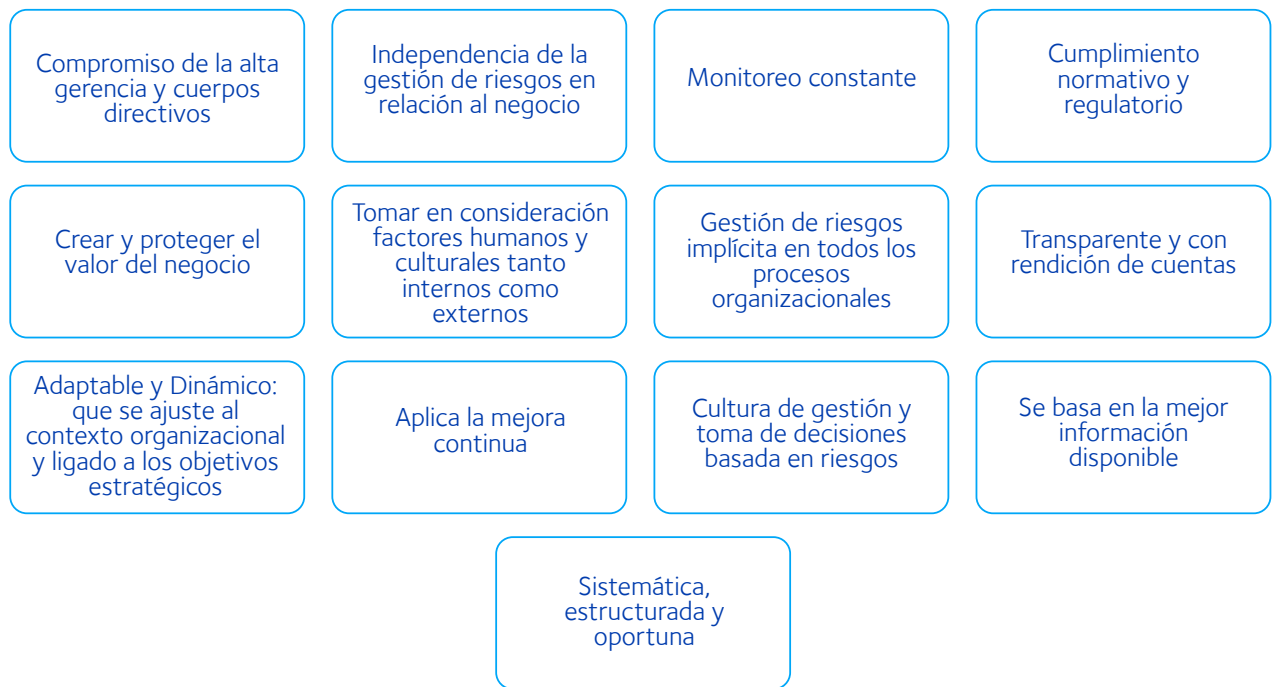 Compromiso de la alta
gerencia y cuerpos
directivos
Independencia de la
gestión de riesgos en
relación al negocio
Monitoreo constante
Cumplimiento
normativo y
regulatorio
Crear y proteger el
valor del negocio
Tomar en consideración
factores humanos y
culturales tanto
internos como
externos
Gestión de riesgos
implícita en todos los
procesos
organizacionales
Transparente y con
rendición de cuentas
Adaptable y Dinámico:
que se ajuste al
contexto organizacional
y ligado a los objetivos
estratégicos
Aplica la mejora
continua
Cultura de gestión y
toma de decisiones
basada en riesgos
Se basa en la mejor
información
disponible
Sistemática,
estructurada y
oportuna